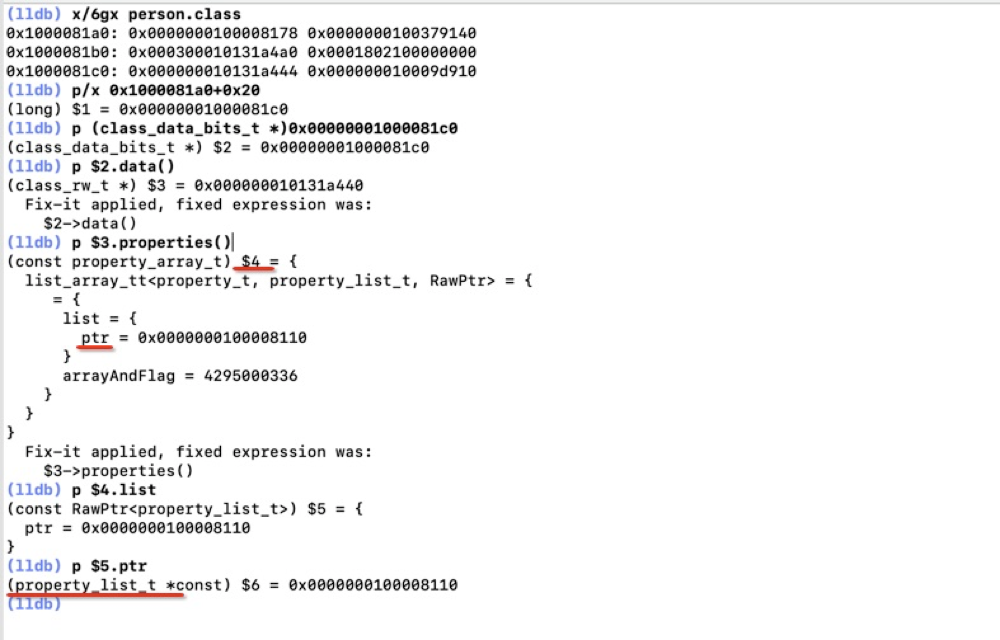 (lldb) x/6gx person.class
0x1000081a0: 0x0000000100008178 0x0000000100379140
0x1000081b0: 0x000300010131a4a0 0x0001802100000000
0x1000081c0: 0x000000010131a444 0x000000010009d910
(lldb) p/x 0x1000081a0+0x20
(long) $1 = 0x00000001000081c0
(lldb) p (class_data_bits_t *)0x00000001000081c0
(class_data_bits_t *) $2 = 0x00000001000081c0
(lldb) p $2.data()
(class_rw_t *) $3 = 0x000000010131a440
  Fix-it applied, fixed expression was:
    $2->data()
(lldb) p $3.properties()
(const property_array_t) $4 = {
  list_array_tt<property_t, property_list_t, RawPtr> = {
     = {
      list = {
        ptr = 0x0000000100008110
      }
      arrayAndFlag = 4295000336
    }
  }
}
  Fix-it applied, fixed expression was:
    $3->properties()
(lldb) p $4.list
(const RawPtr<property_list_t>) $5 = {
  ptr = 0x0000000100008110
}
(lldb) p $5.ptr
(property_list_t *const) $6 = 0x0000000100008110
(lldb)